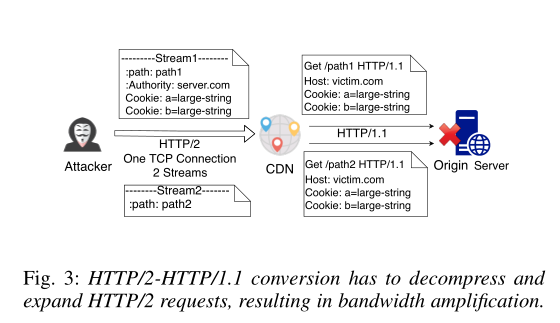 --------Stream1-------
:path: path1
:Authority: server.com
Cookie: a=large-string
Cookie: b=large-string
Get /path1 HTTP/1.1
Host: victim.com
Cookie: a=large-string
Cookie: b=large-string
Attacker
HTTP/2
One TCP Connection
2 Streams
CDN
HTTP/1.1
Origin Server
--------Stream2-------
:path: path2
Get /path2 HTTP/1.1
Host: victim.com
Cookie: a=large-string
Cookie: b=large-string
Fig. 3: HTTP/2-HTTP/1.1 conversion has to decompress and
expand HTTP/2 requests, resulting in bandwidth amplification.